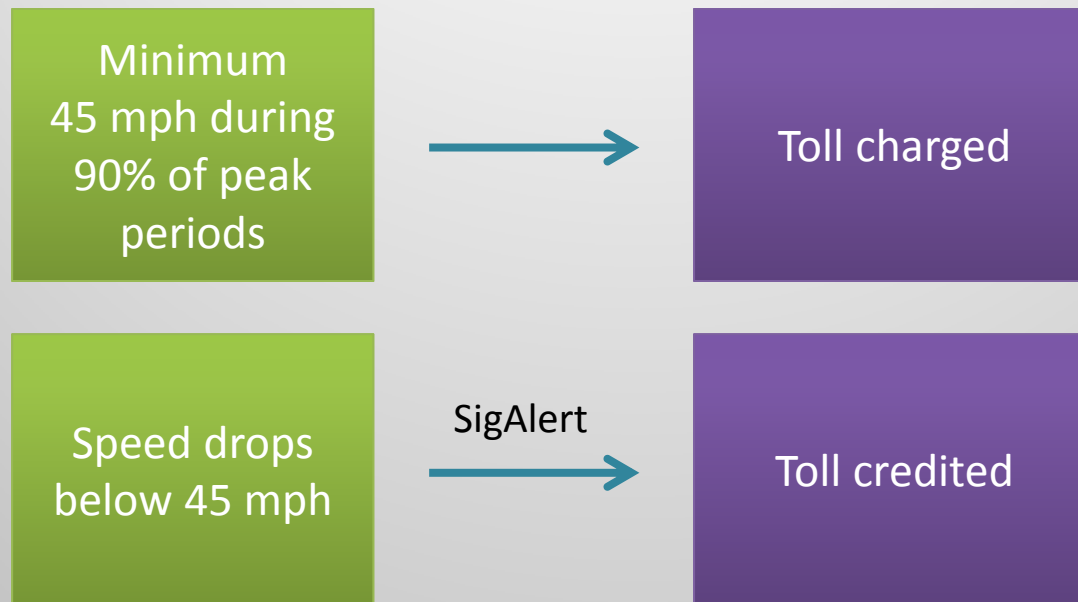 Minimum
45 mph during
90% of peak
periods
Toll charged
Speed drops
below 45 mph
SigAlert
Toll credited